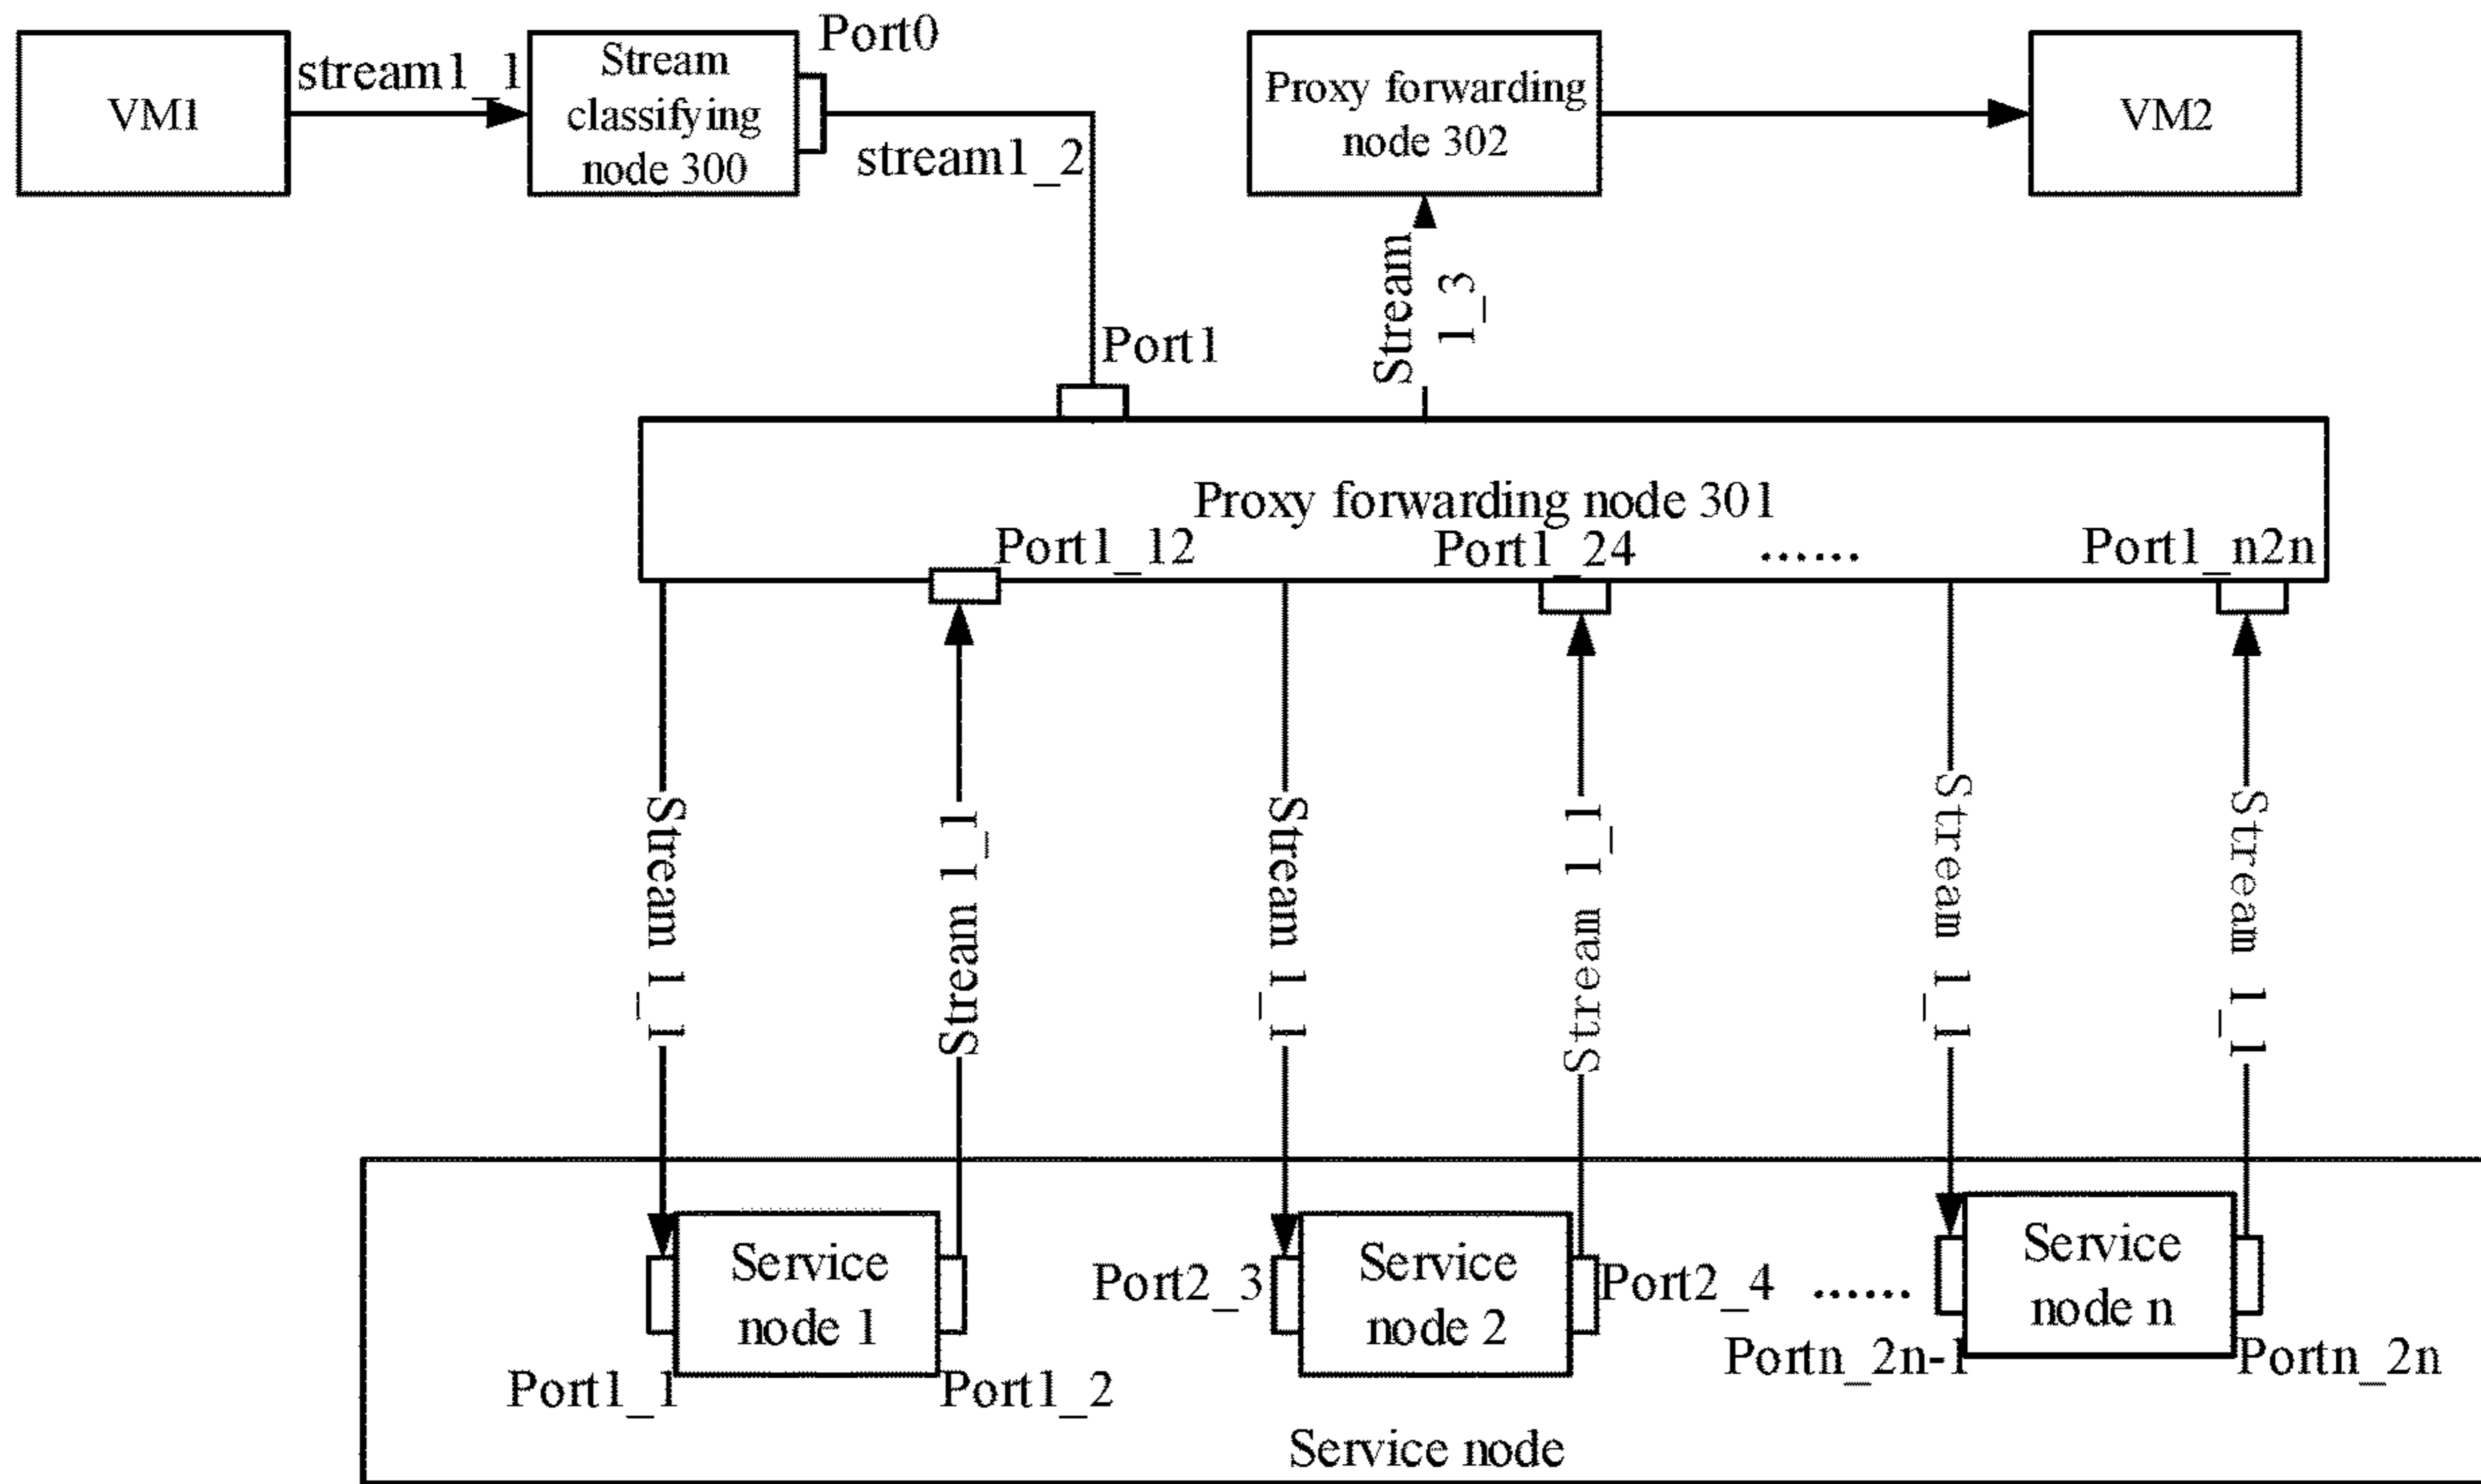 VM1
stream1_1
Stream
classifying
node 300
Port0
stream1_2
Proxy forwarding
node 302
VM2
Stream
1_3
Port1
Proxy forwarding node 301
Port1_12
Port1_24
......
Port1_n2n
Stream 1_1
Stream 1_1
Stream 1_1
Stream 1_1
Stream 1_1
Stream 1_1
Service
node 1
Port1_1
Port1_2
Port2_3
Service
node 2
Port2_4
......
Service
node n
Portn_2n-1
Portn_2n
Service node